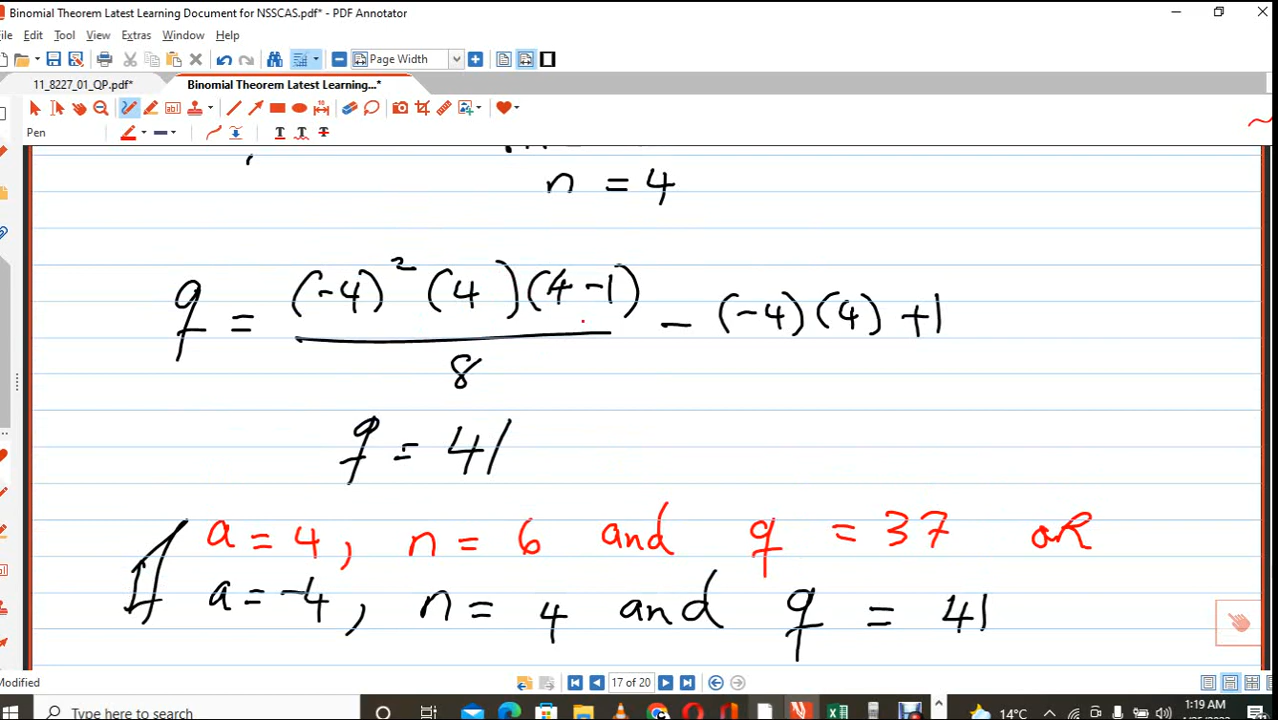 Binomial Theorem Latest Learning Document for NSSCAS.pdf* - PDF Annotator
ile Edit Tool View Extras Window Help
Page Width
11_8227_01_QP.pdf* Binomial Theorem Latest Learning...*
Pen
n = 4
q = (-4)² (4) (4-1) / 8 - (-4)(4) + 1
q = 41
a = 4, n = 6 and q = 37 OR
a = -4, n = 4 and q = 41
Modified 17 of 20
Type here to search 14°C 1:19 AM